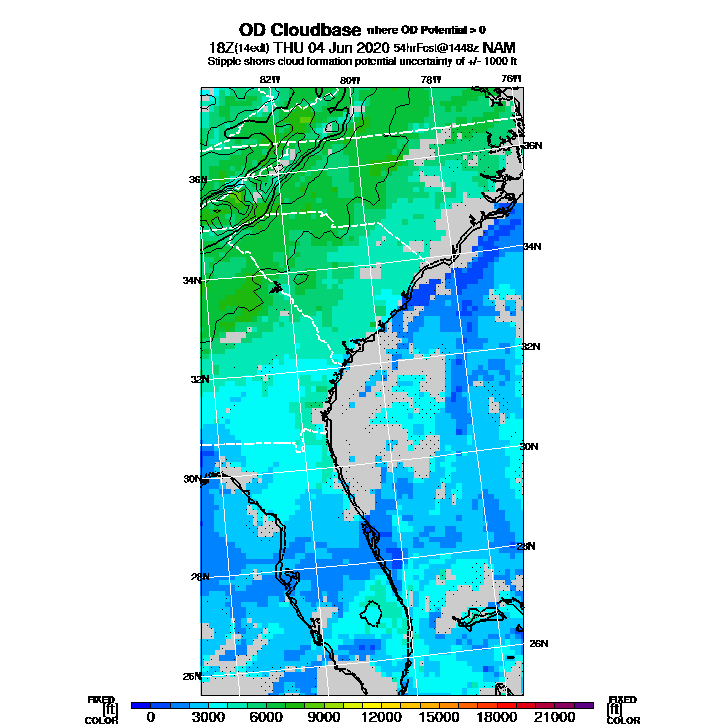 OD Cloudbase where OD Potential > 0
18Z(14edt) THU 04 Jun 2020 54hrFcst@1448z NAM
Stipple shows cloud formation potential uncertainty of +/- 1000 ft
82W 80W 78W 76W
36N
36N
34N
34N
32N
32N
30N
30N
28N
28N
26N
26N
FIXED FIXED
[ft] [ft]
COLOR COLOR
0 3000 6000 9000 12000 15000 18000 21000